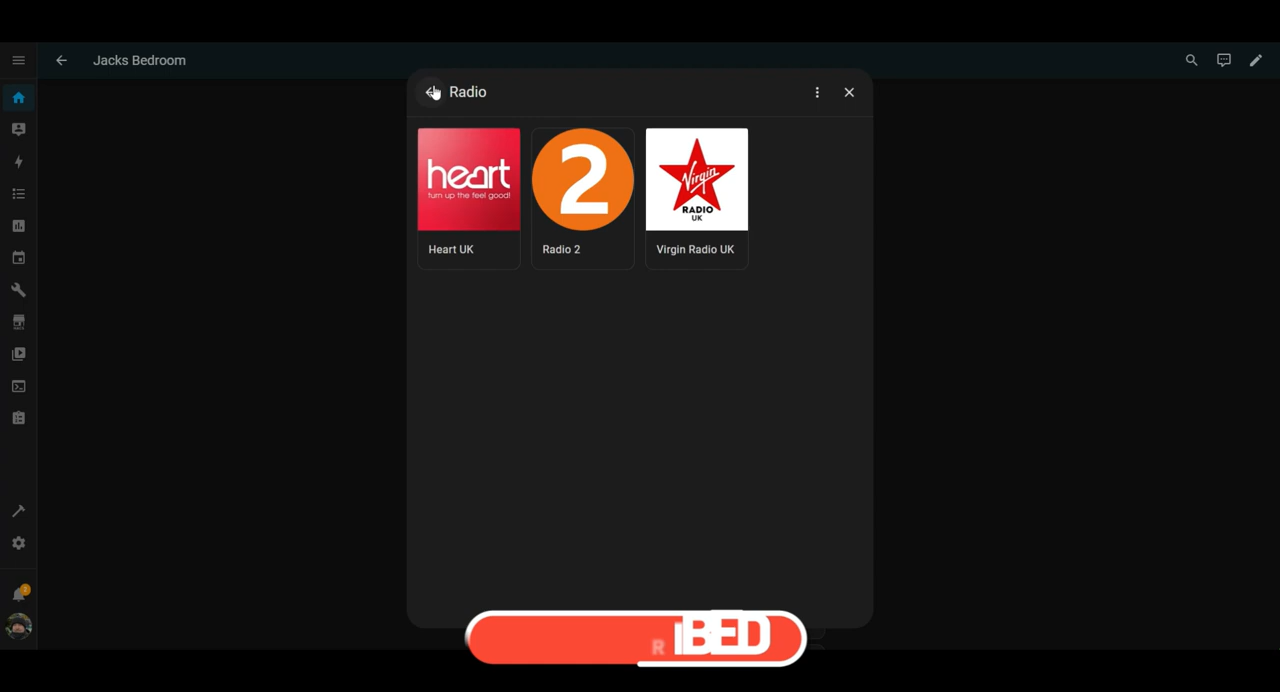 Jacks Bedroom
Radio
heart
turn up the feel good!
2
Virgin
RADIO
UK
Heart UK
Radio 2
Virgin Radio UK
2